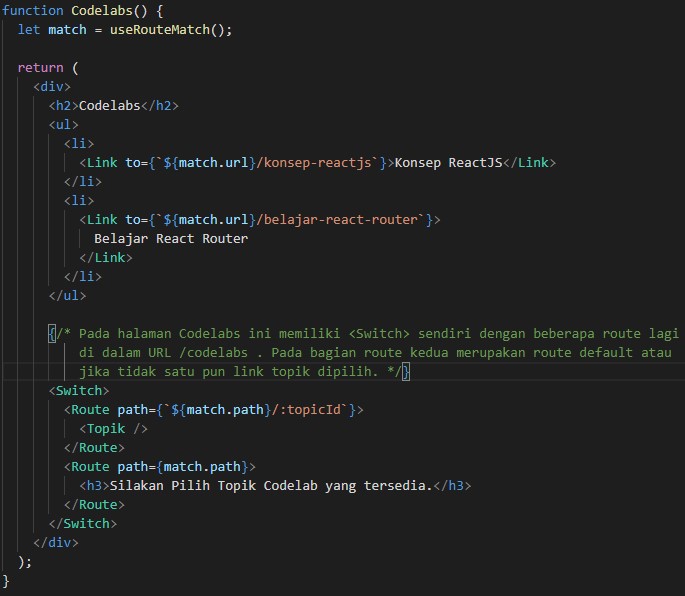 function Codelabs() {
  let match = useRouteMatch();

  return (
    <div>
      <h2>Codelabs</h2>
      <ul>
        <li>
          <Link to={`${match.url}/konsep-reactjs`}>Konsep ReactJS</Link>
        </li>
        <li>
          <Link to={`${match.url}/belajar-react-router`}>
            Belajar React Router
          </Link>
        </li>
      </ul>

      {/* Pada halaman Codelabs ini memiliki <Switch> sendiri dengan beberapa route lagi
          di dalam URL /codelabs . Pada bagian route kedua merupakan route default atau
          jika tidak satu pun link topik dipilih. */}
      <Switch>
        <Route path={`${match.path}/:topicId`}>
          <Topik />
        </Route>
        <Route path={match.path}>
          <h3>Silakan Pilih Topik Codelab yang tersedia.</h3>
        </Route>
      </Switch>
    </div>
  );
}